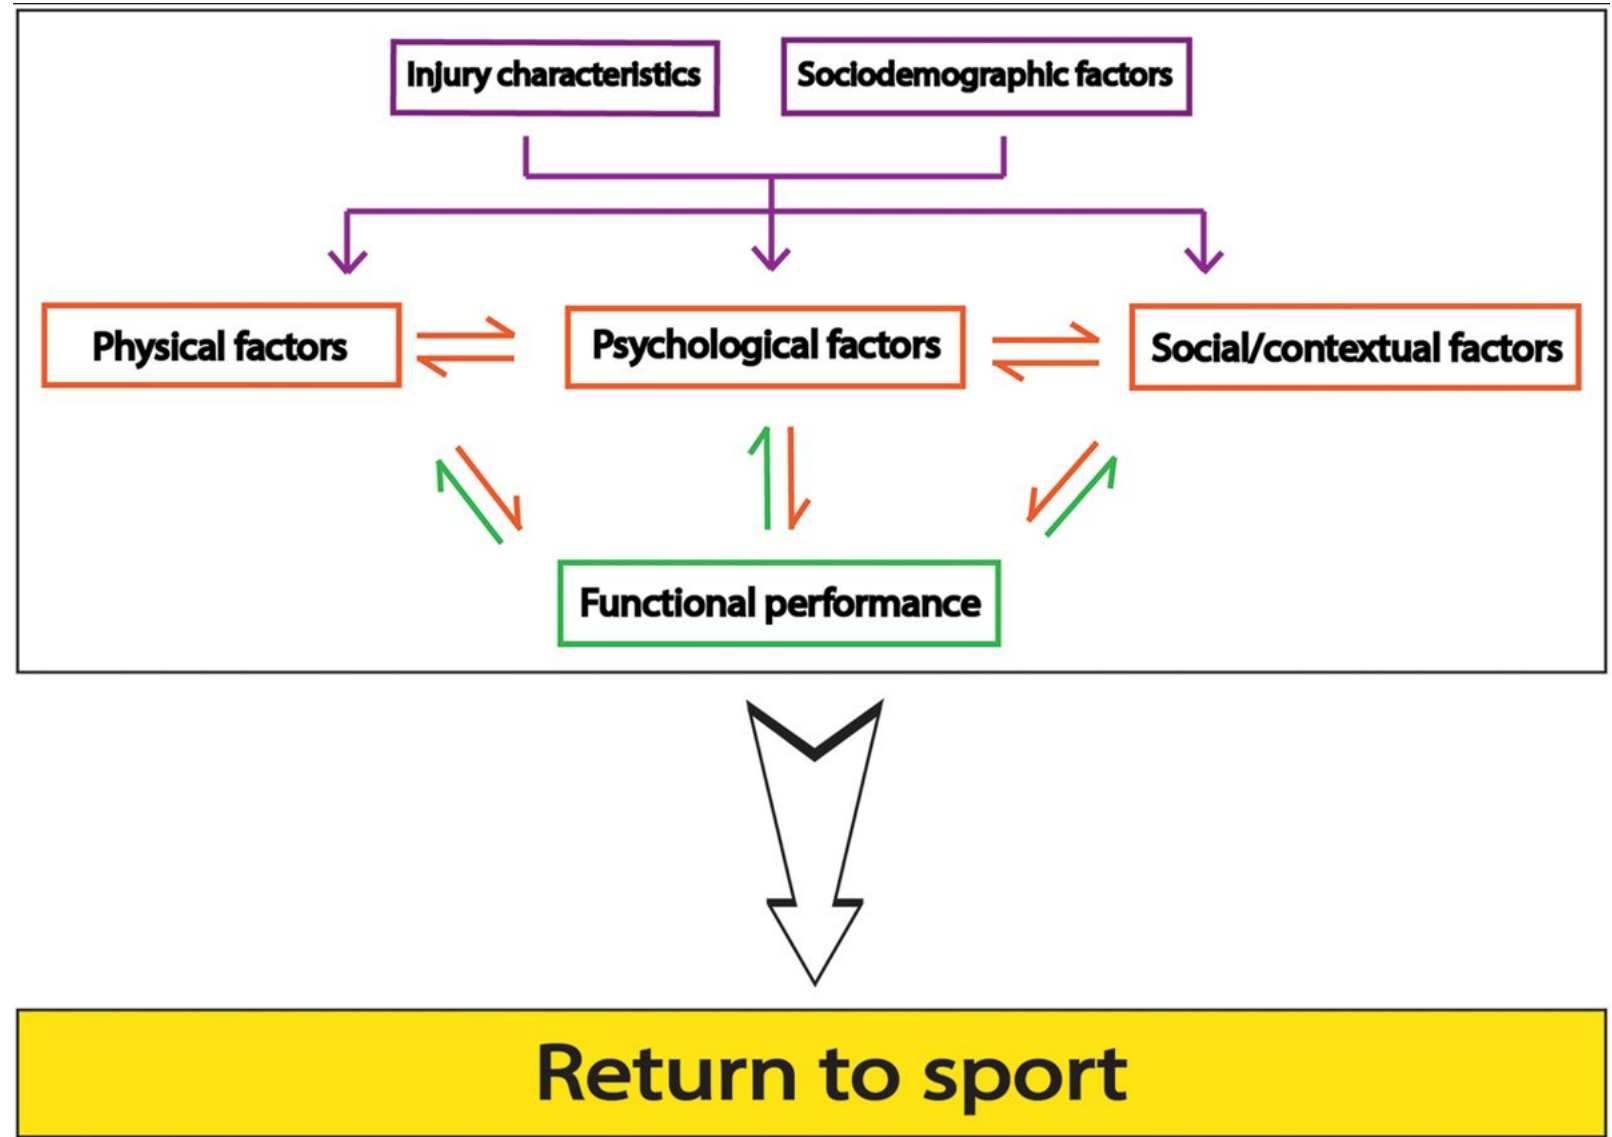 Injury characteristics
Sociodemographic factors
Physical factors
Psychological factors
Social/contextual factors
Functional performance
Return to sport